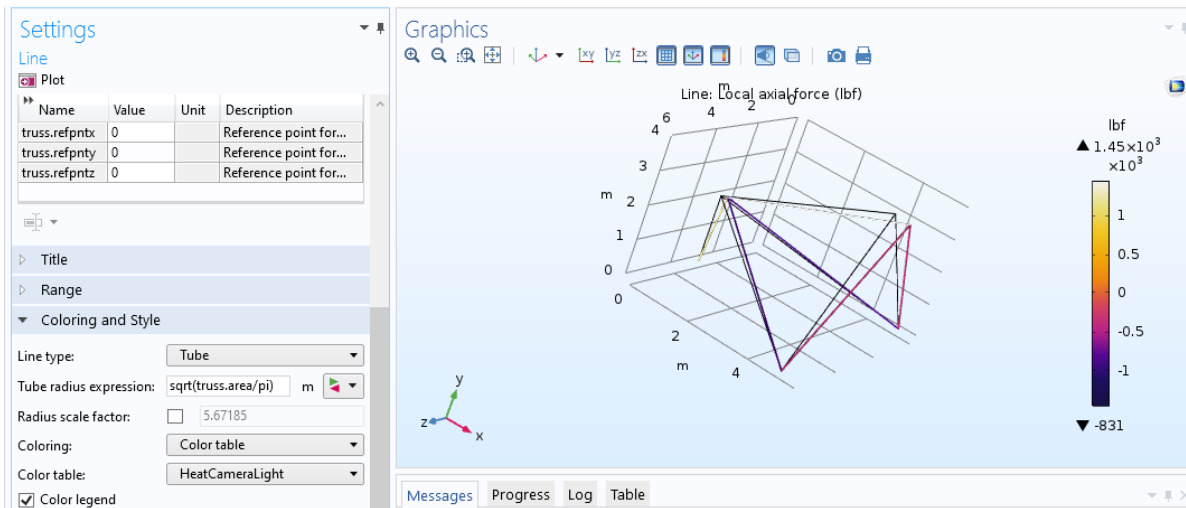 Settings
Line
Plot
Name Value Unit Description
truss.refpntx 0 Reference point for...
truss.refpnty 0 Reference point for...
truss.refpntz 0 Reference point for...
Title
Range
Coloring and Style
Line type: Tube
Tube radius expression: sqrt(truss.area/pi) m
Radius scale factor: 5.67185
Coloring: Color table
Color table: HeatCameraLight
Color legend
Graphics
xy yz zx
Line: Local axial force (lbf)
m
6 4 2 0
4
3
2
1
0
m
0
2
4
m
y
z
x
lbf
▲ 1.45×10³
×10³
1
0.5
0
-0.5
-1
▼ -831
Messages Progress Log Table